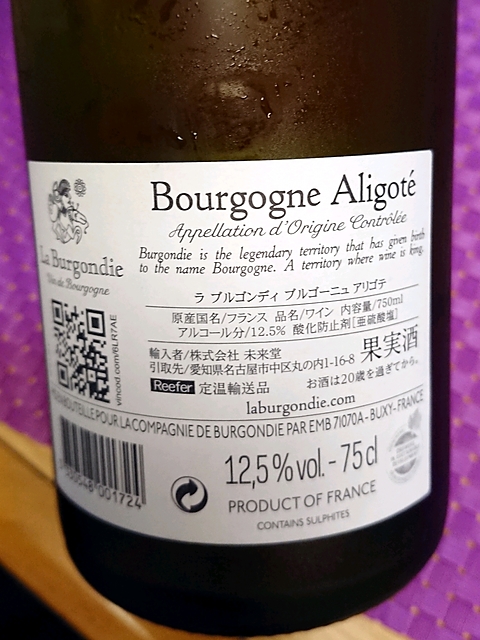 Bourgogne Aligoté
Appellation d'Origine Contrôlée
La Burgondie
Vin de Bourgogne
Burgondie is the legendary territory that has given birth
to the name Bourgogne. A territory where wine is king.
ラ ブルゴンディ ブルゴーニュ アリゴテ
原産国名/フランス 品名/ワイン 内容量/750ml
アルコール分/12.5% 酸化防止剤[亜硫酸塩]
輸入者/株式会社 未来堂
引取先/愛知県名古屋市中区丸の内1-16-8
果実酒
Reefer 定温輸送品
お酒は20歳を過ぎてから。
vincod.com/6LR7AE
laburgondie.com
BOUTEILLE POUR LA COMPAGNIE DE BURGONDIE PAR EMB 71070A - BUXY - FRANCE
001724
12,5%vol. - 75cl
PRODUCT OF FRANCE
CONTAINS SULPHITES